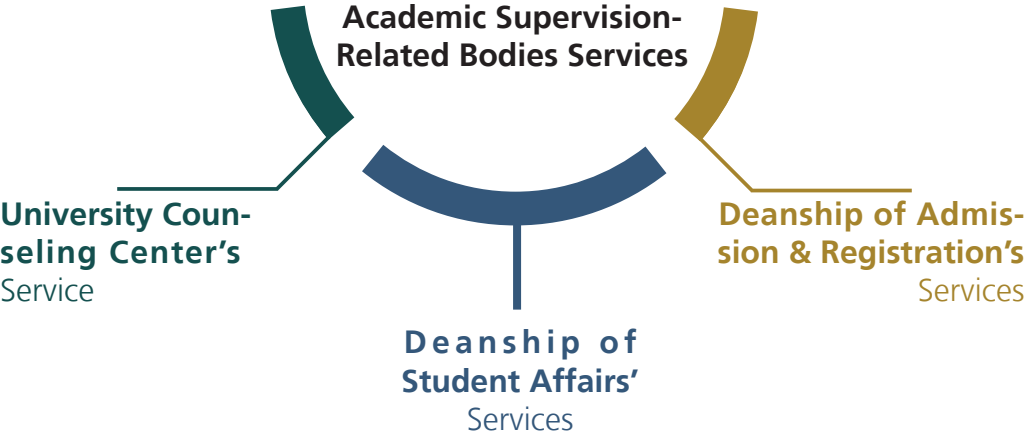 Academic Supervision-
Related Bodies Services
University Coun-
seling Center's
Service
Deanship of
Student Affairs'
Services
Deanship of Admis-
sion & Registration's
Services